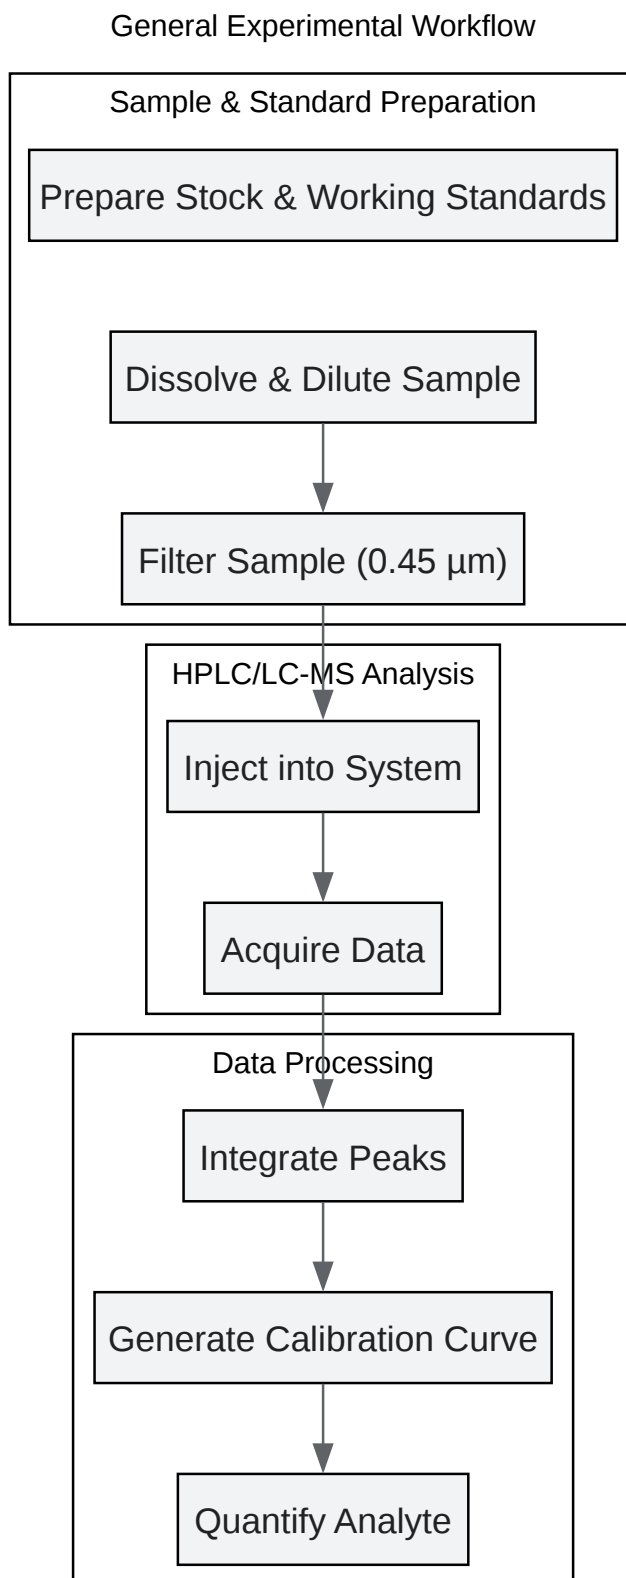 General Experimental Workflow
Sample & Standard Preparation
Prepare Stock & Working Standards
Dissolve & Dilute Sample
Filter Sample (0.45 µm)
HPLC/LC-MS Analysis
Inject into System
Acquire Data
Data Processing
Integrate Peaks
Generate Calibration Curve
Quantify Analyte